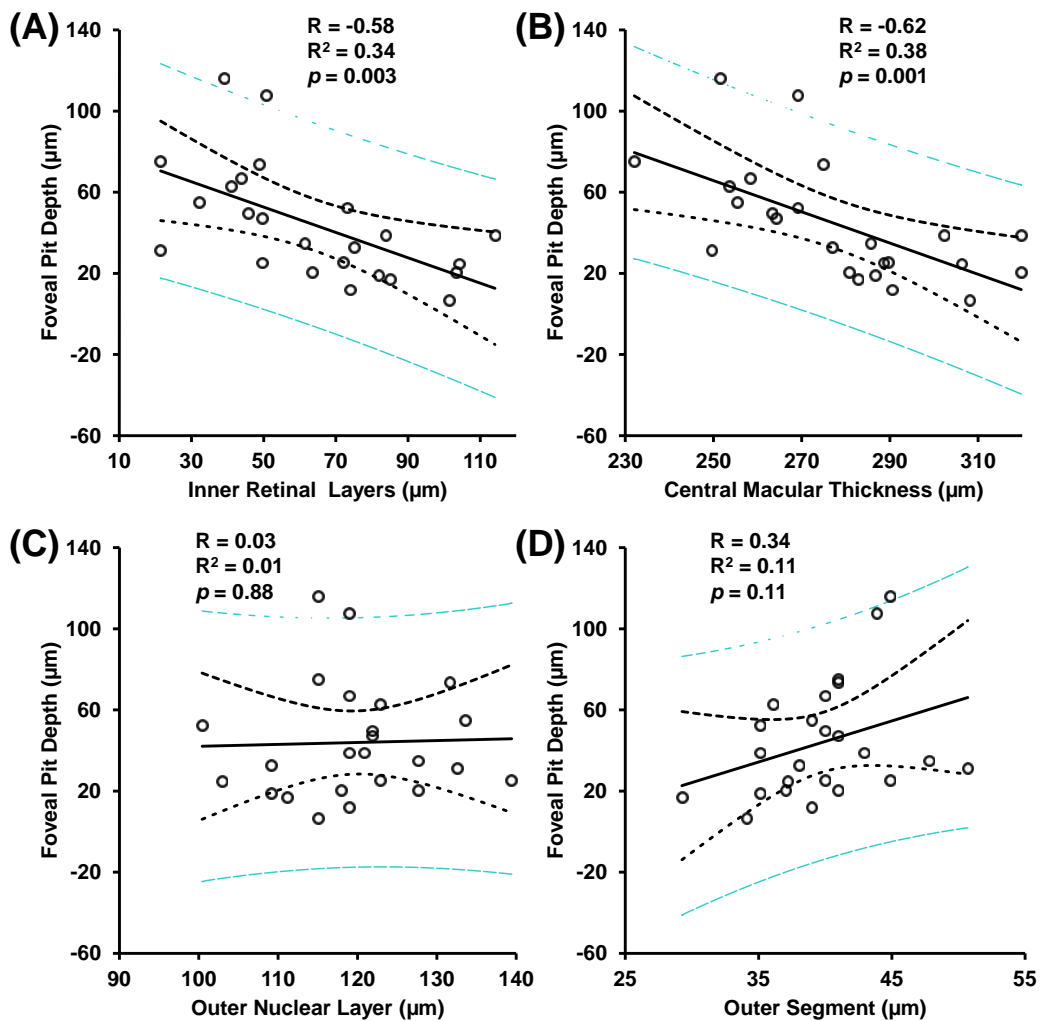 (A)
R = -0.58
R² = 0.34
p = 0.003
140
100
60
20
-20
-60
Foveal Pit Depth (µm)
10 30 50 70 90 110
Inner Retinal Layers (µm)
(B)
R = -0.62
R² = 0.38
p = 0.001
140
100
60
20
-20
-60
Foveal Pit Depth (µm)
230 250 270 290 310
Central Macular Thickness (µm)
(C)
R = 0.03
R² = 0.01
p = 0.88
140
100
60
20
-20
-60
Foveal Pit Depth (µm)
90 100 110 120 130 140
Outer Nuclear Layer (µm)
(D)
R = 0.34
R² = 0.11
p = 0.11
140
100
60
20
-20
-60
Foveal Pit Depth (µm)
25 35 45 55
Outer Segment (µm)